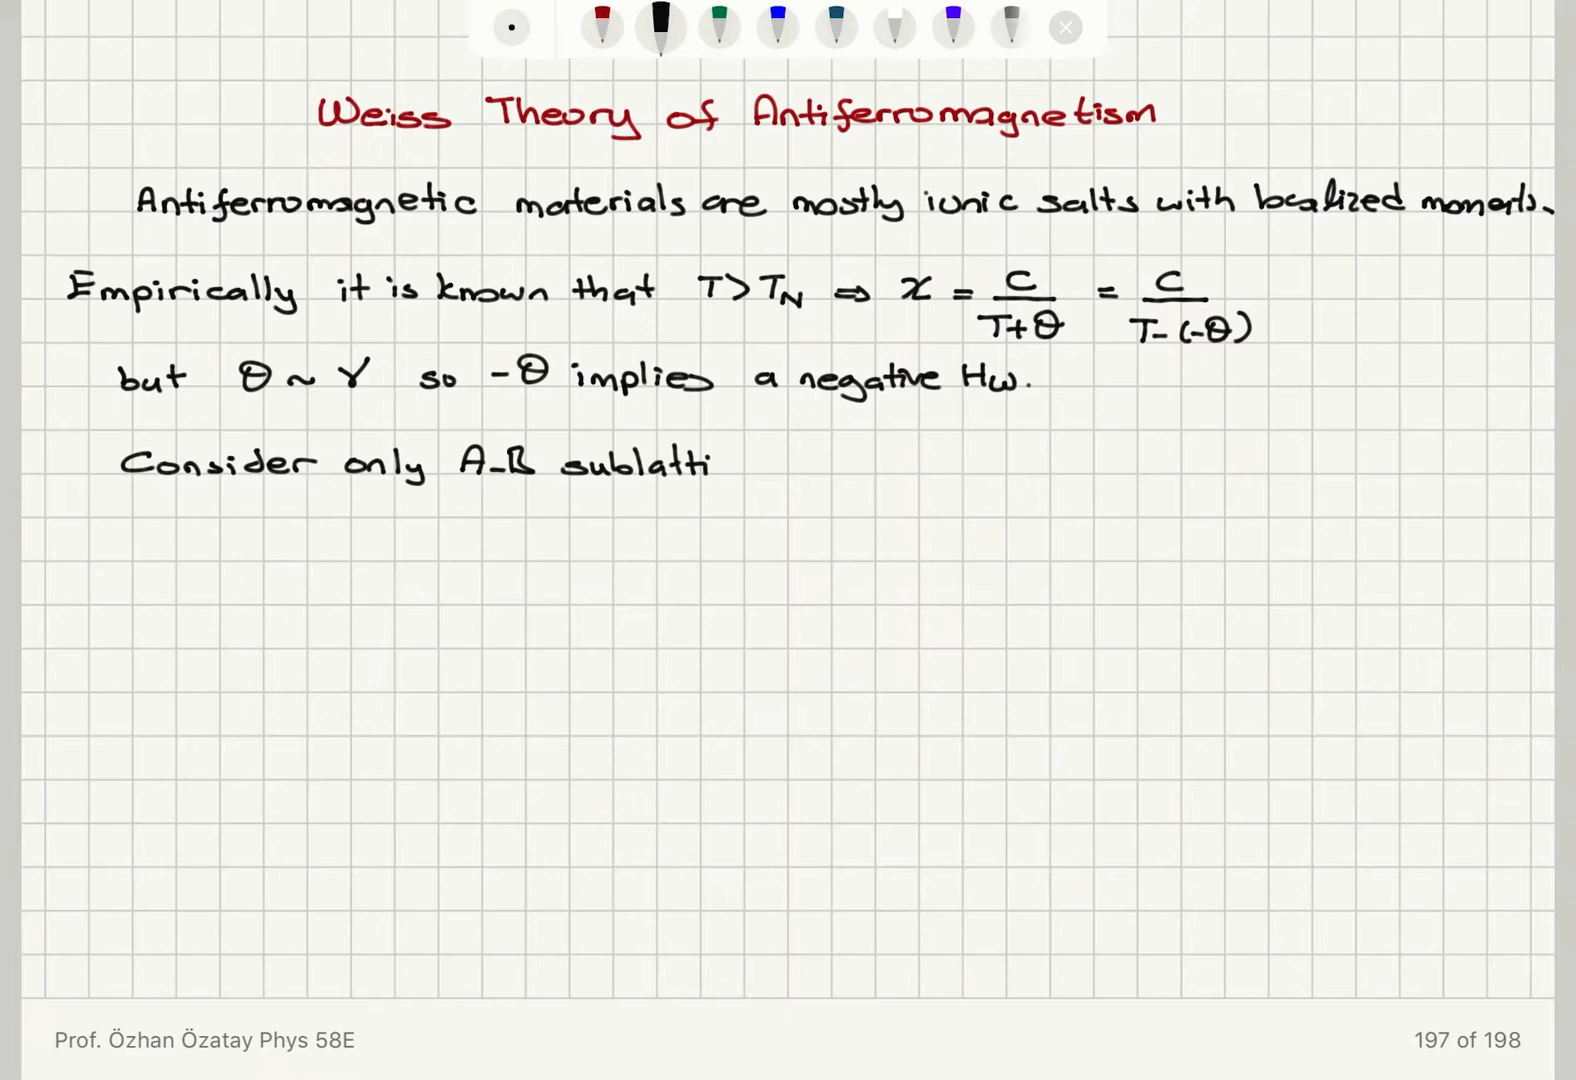 Weiss Theory of Antiferromagnetism
Antiferromagnetic materials are mostly ionic salts with localized moments.
Empirically it is known that T > T_N ⇒ χ = C/(T+θ) = C/(T-(-θ))
but θ ~ γ so -θ implies a negative Hω.
Consider only A-B sublatti
Prof. Özhan Özatay Phys 58E
197 of 198